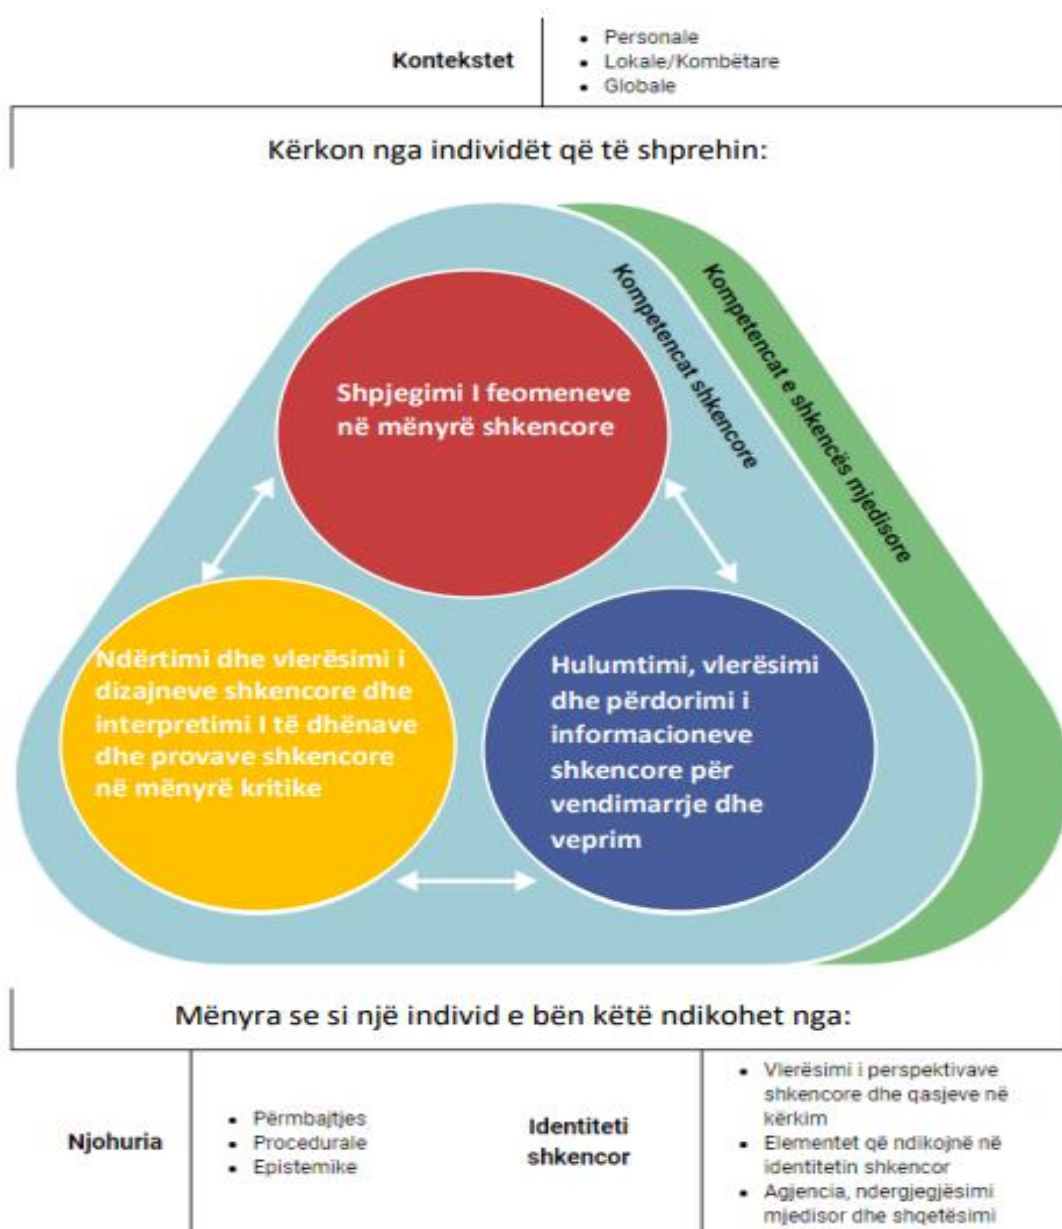 Kontekstet
• Personale
• Lokale/Kombëtare
• Globale
Kërkon nga individët që të shprehin:
Kompetencat shkencore
Kompetencat e shkencës mjedisore
Shpjegimi I feomeneve
në mënyrë shkencore
Ndërtimi dhe vlerësimi i
dizajneve shkencore dhe
interpretimi I të dhënave
dhe provave shkencore
në mënyrë kritike
Hulumtimi, vlerësimi
dhe përdorimi i
informacioneve
shkencore për
vendimarrje dhe
veprim
Mënyra se si një individ e bën këtë ndikohet nga:
Njohuria
• Përmbajtjes
• Procedurale
• Epistemike
Identiteti
shkencor
• Vlerësimi i perspektivave
shkencore dhe qasjeve në
kërkim
• Elementet që ndikojnë në
identitetin shkencor
• Agjencia, ndergjegjësimi
mjedisor dhe shqetësimi